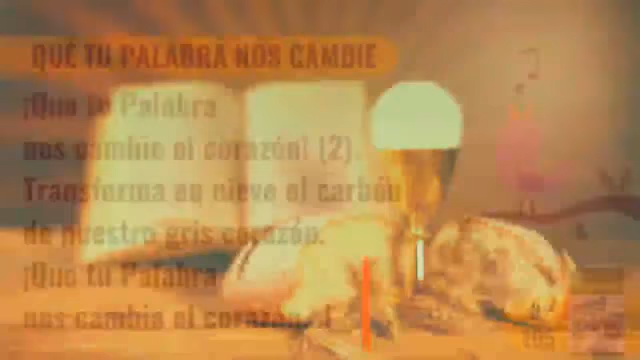 QUE TU PALABRA NOS CAMBIE
¡Que tu Palabra
nos cambie el corazón! (2).
Transforma en nieve el carbón
de nuestro gris corazón.
¡Que tu Palabra
nos cambie el corazón...!